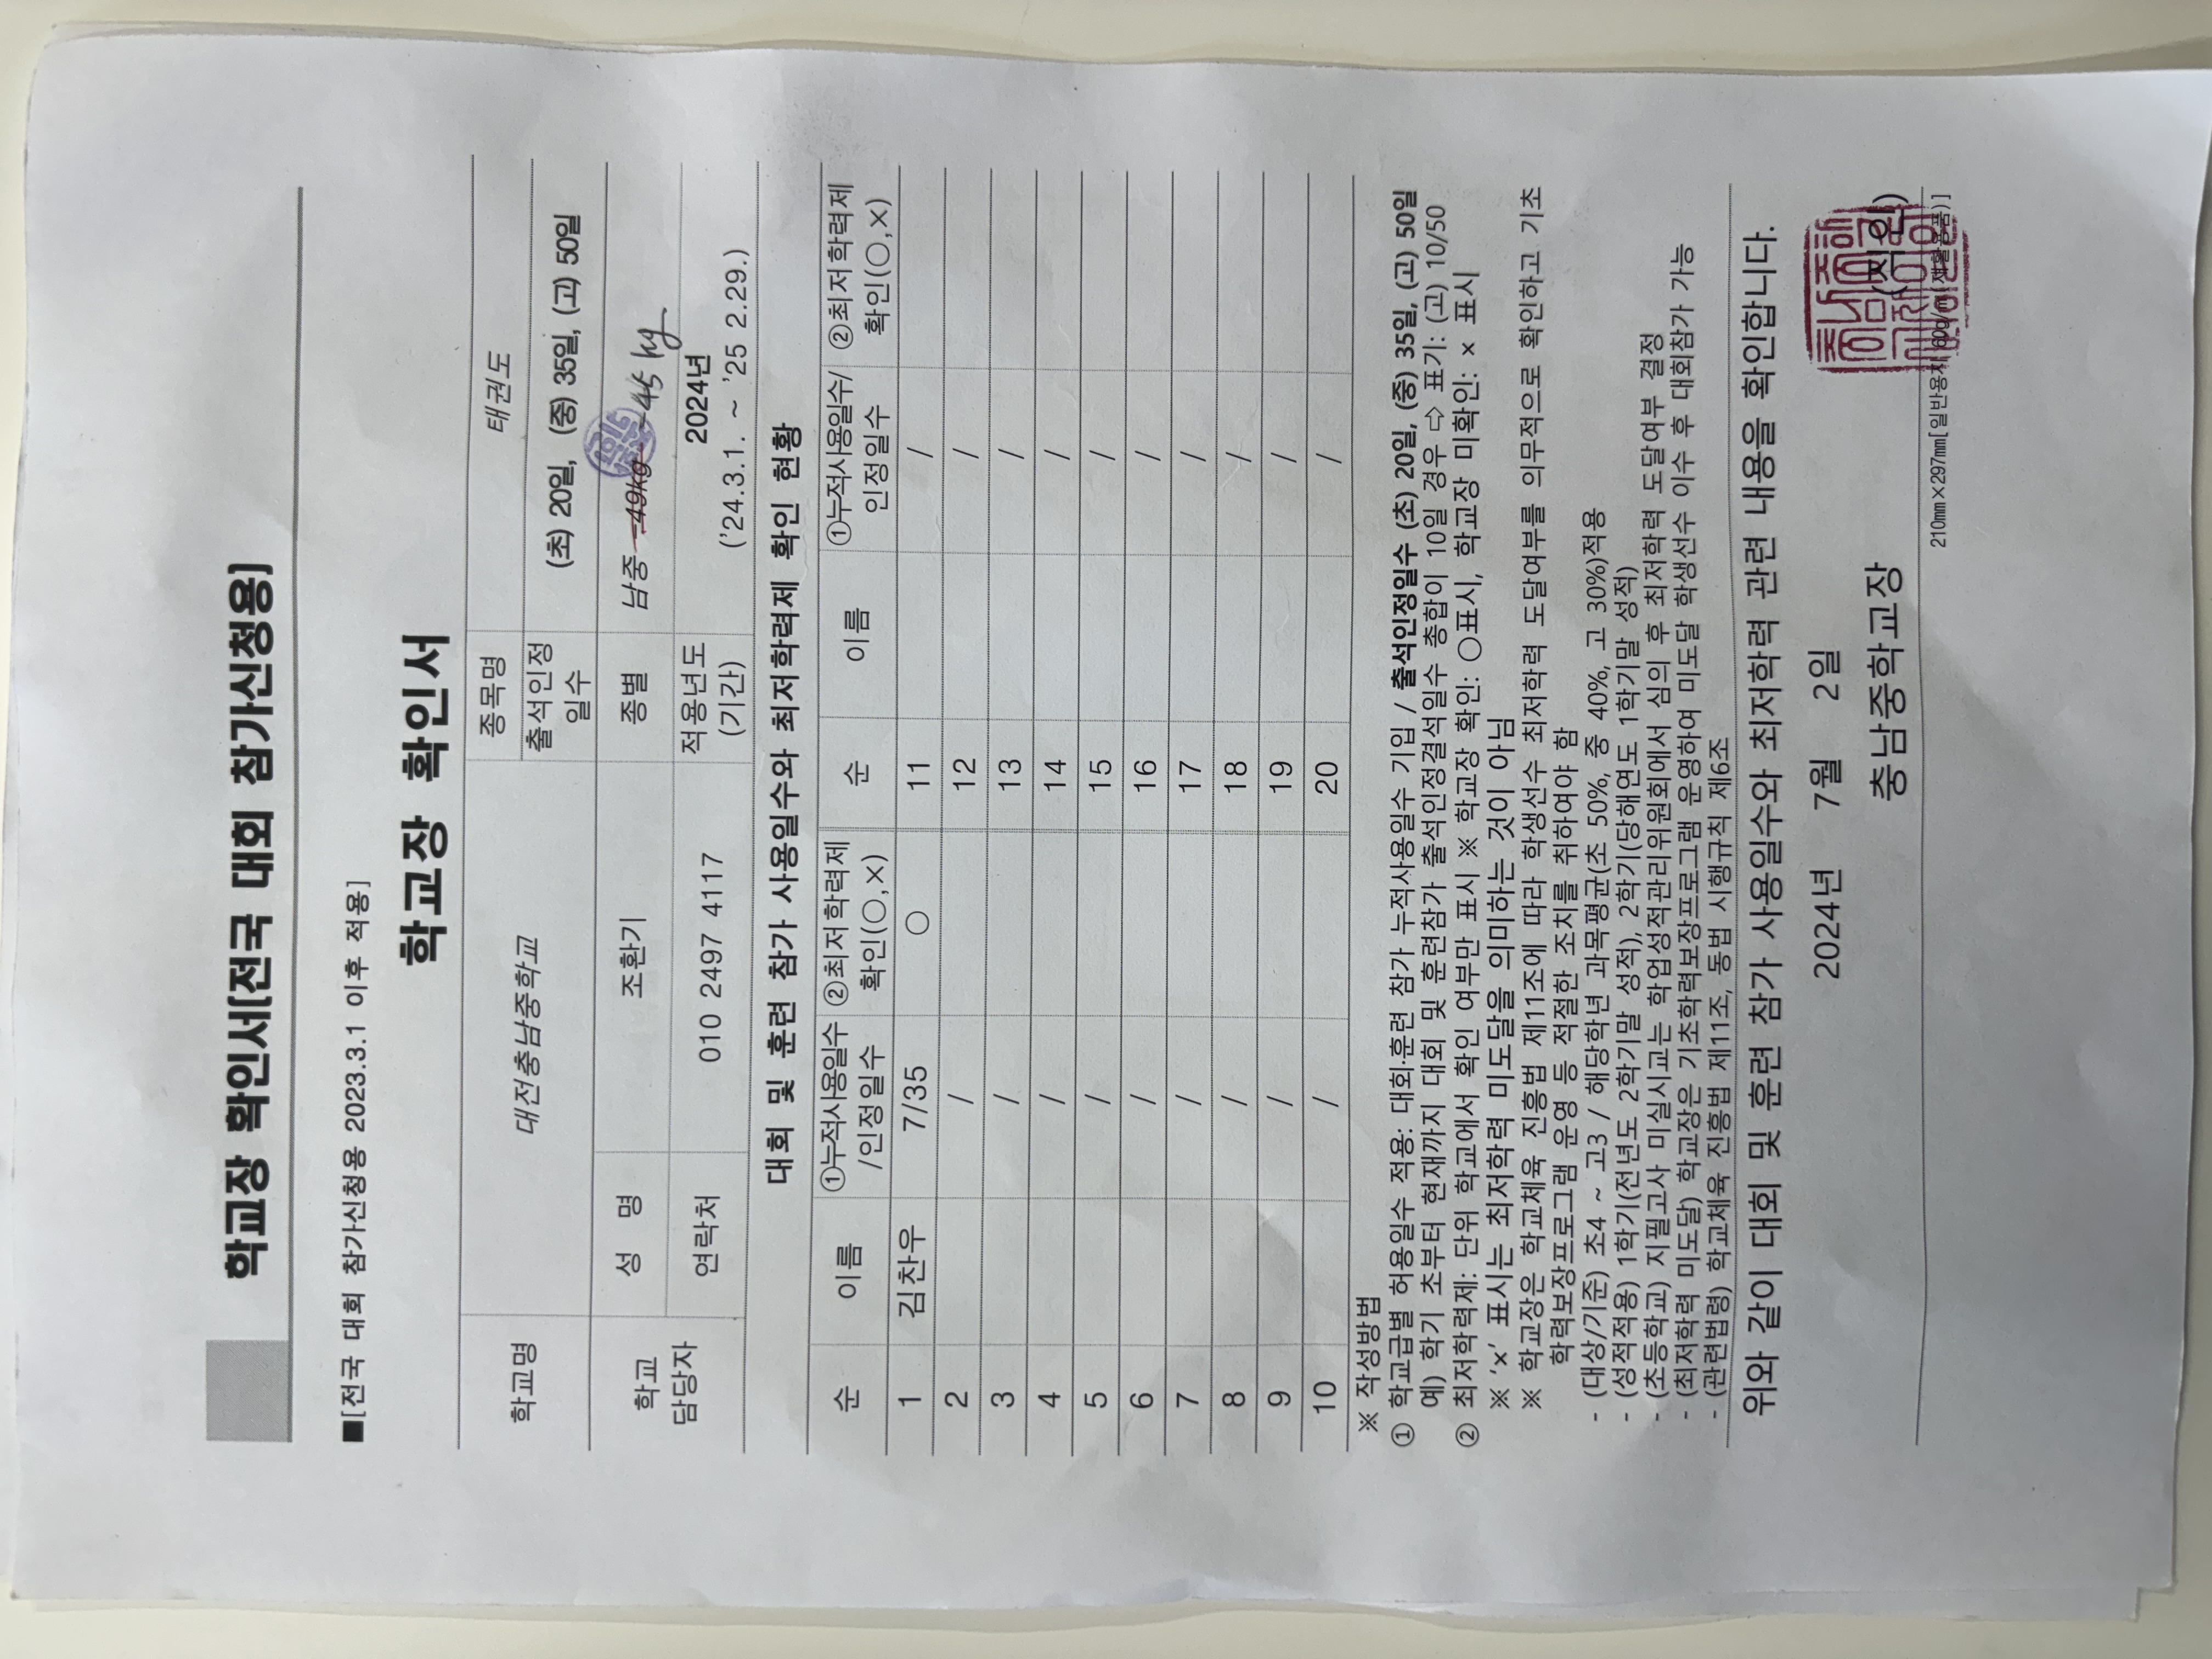 학교장 확인서[전국 대회 참가신청용]
■[전국 대회 참가신청용 2023.3.1 이후 적용]
학교장 확인서
학교명 대전충남중학교 종목명 태권도
출석인정일수 (초) 20일, (중) 35일, (고) 50일
학교 담당자 성 명 조환기 종별 남중 -49kg -45kg
연락처 010 2497 4117 적용년도 (기간) 2024년
('24.3.1. ~ '25 2.29.)
대회 및 훈련 참가 사용일수와 최저학력제 확인 현황
순 이름 ①누적사용일수/인정일수 ②최저학력제 확인(○,×) 순 이름 ①누적사용일수/인정일수 ②최저학력제 확인(○,×)
1 김찬우 7/35 ○ 11 /
2 / 12 /
3 / 13 /
4 / 14 /
5 / 15 /
6 / 16 /
7 / 17 /
8 / 18 /
9 / 19 /
10 / 20 /
※ 작성방법
① 학교급별 허용일수 적용: 대회·훈련 참가 누적사용일수 기입 / 출석인정일수 (초) 20일, (중) 35일, (고) 50일
예) 학기 초부터 현재까지 대회 및 훈련참가 출석인정결석일수 총합이 10일 경우 ⇨ 표기: (고) 10/50
② 최저학력제: 단위 학교에서 확인 여부만 표시 ※ 학교장 확인: ○표시, 학교장 미확인: × 표시
※ '×' 표시는 최저학력 미도달을 의미하는 것이 아님
※ 학교장은 학교체육 진흥법 제11조에 따라 학생선수 최저학력 도달여부를 의무적으로 확인하고 기초
학력보장프로그램 운영 등 적절한 조치를 취하여야 함
- (대상/기준) 초4 ~ 고3 / 해당학년 과목평균(초 50%, 중 40%, 고 30%)적용
- (성적적용) 1학기(전년도 2학기말 성적), 2학기(당해연도 1학기말 성적)
- (초등학교) 지필고사 미실시교는 학업성적관리위원회에서 심의 후 최저학력 도달여부 결정
- (최저학력 미도달) 학교장은 기초학력보장프로그램 운영하여 미도달 학생선수 이수 후 대회참가 가능
- (관련법령) 학교체육 진흥법 제11조, 동법 시행규칙 제6조
위와 같이 대회 및 훈련 참가 사용일수와 최저학력 관련 내용을 확인합니다.
2024년 7월 2일
충남중학교장 (직인)
210㎜×297㎜[일반용지 60g/㎡(재활용품)]